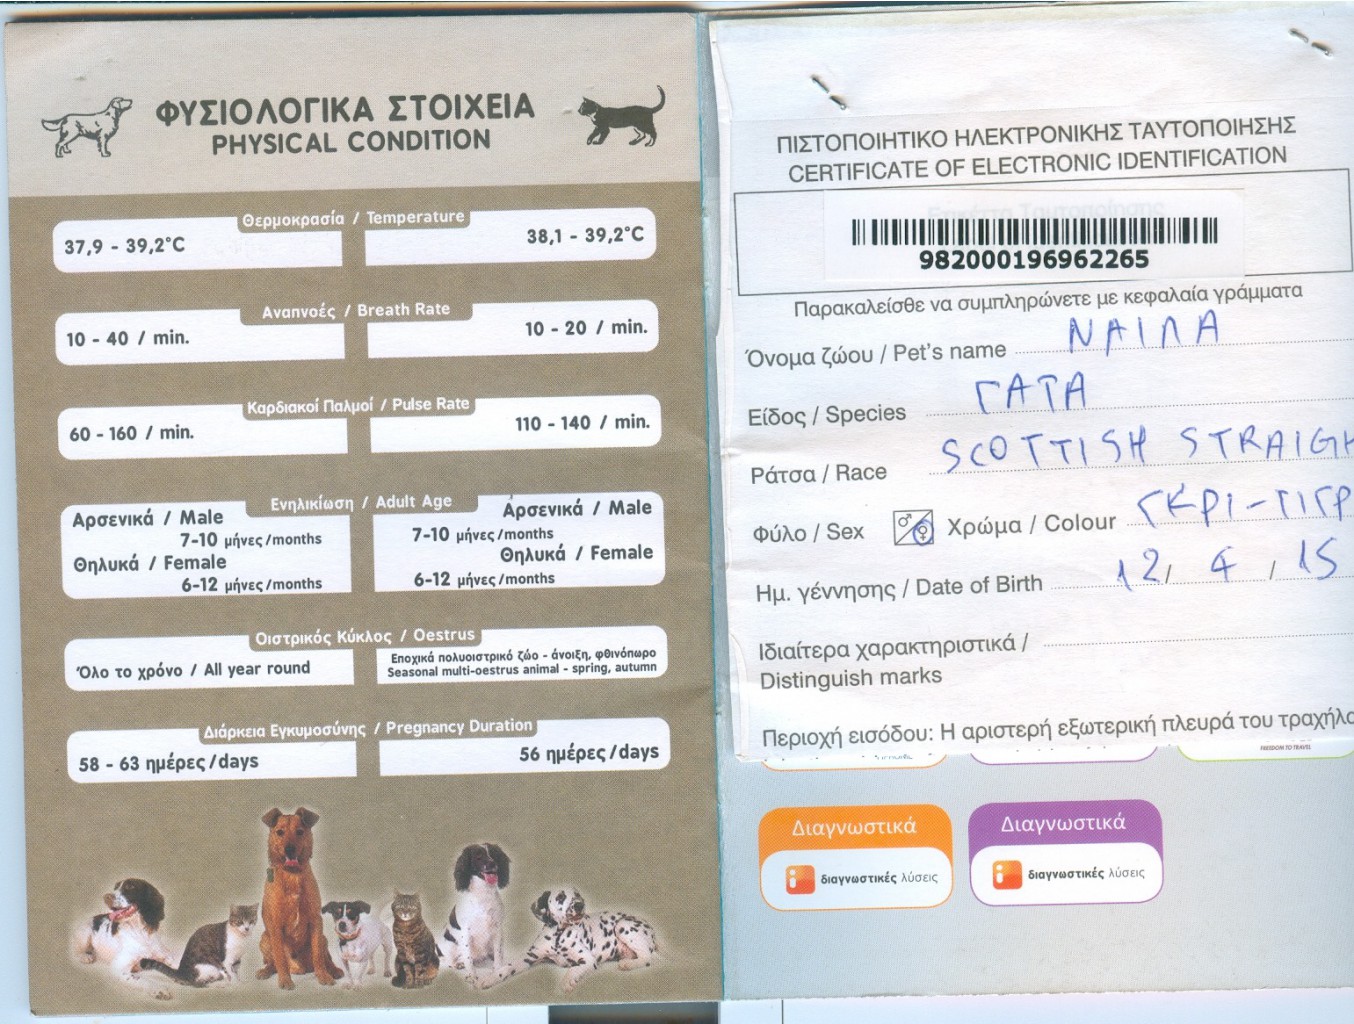 ΦΥΣΙΟΛΟΓΙΚΑ ΣΤΟΙΧΕΙΑ
PHYSICAL CONDITION
Θερμοκρασία / Temperature
37,9 - 39,2°C 38,1 - 39,2°C
Αναπνοές / Breath Rate
10 - 40 / min. 10 - 20 / min.
Καρδιακοί Παλμοί / Pulse Rate
60 - 160 / min. 110 - 140 / min.
Ενηλικίωση / Adult Age
Αρσενικά / Male Αρσενικά / Male
7-10 μήνες/months 7-10 μήνες/months
Θηλυκά / Female Θηλυκά / Female
6-12 μήνες/months 6-12 μήνες/months
Οιστρικός Κύκλος / Oestrus
Όλο το χρόνο / All year round
Εποχικά πολυοιστρικό ζώο - άνοιξη, φθινόπωρο
Seasonal multi-oestrus animal - spring, autumn
Διάρκεια Εγκυμοσύνης / Pregnancy Duration
58 - 63 ημέρες/days 56 ημέρες/days
ΠΙΣΤΟΠΟΙΗΤΙΚΟ ΗΛΕΚΤΡΟΝΙΚΗΣ ΤΑΥΤΟΠΟΙΗΣΗΣ
CERTIFICATE OF ELECTRONIC IDENTIFICATION
982000196962265
Παρακαλείσθε να συμπληρώνετε με κεφαλαία γράμματα
Όνομα ζώου / Pet's name ΝΑΙΛΑ
Είδος / Species ΓΑΤΑ
Ράτσα / Race SCOTTISH STRAIGH
Φύλο / Sex ♂ ♀ Χρώμα / Colour ΓΚΡΙ-ΤΙΓΡ
Ημ. γέννησης / Date of Birth 12 / 4 / 15
Ιδιαίτερα χαρακτηριστικά /
Distinguish marks
Περιοχή εισόδου: Η αριστερή εξωτερική πλευρά του τραχήλο
FREEDOM TO TRAVEL
Διαγνωστικά Διαγνωστικά
διαγνωστικές λύσεις διαγνωστικές λύσεις